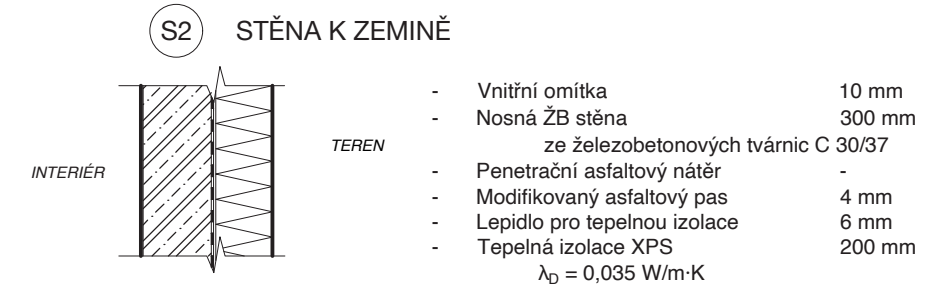 S2 STĚNA K ZEMINĚ
INTERIÉR
TEREN
- Vnitřní omítka 10 mm
- Nosná ŽB stěna 300 mm
ze železobetonových tvárnic C 30/37
- Penetrační asfaltový nátěr -
- Modifikovaný asfaltový pas 4 mm
- Lepidlo pro tepelnou izolace 6 mm
- Tepelná izolace XPS 200 mm
λD = 0,035 W/m·K